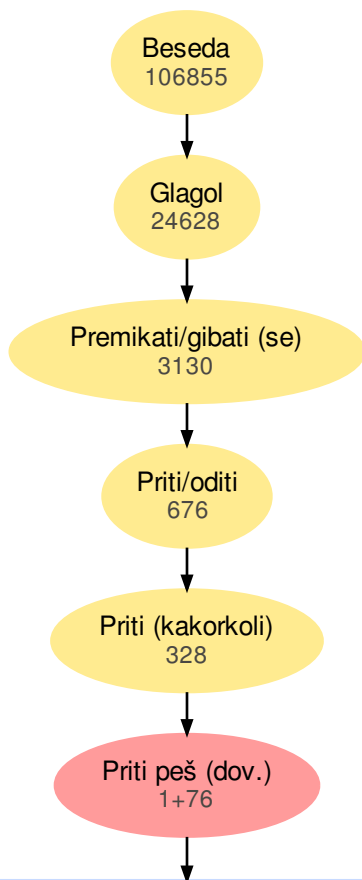 Beseda
106855
Glagol
24628
Premikati/gibati (se)
3130
Priti/oditi
676
Priti (kakorkoli)
328
Priti peš (dov.)
1+76